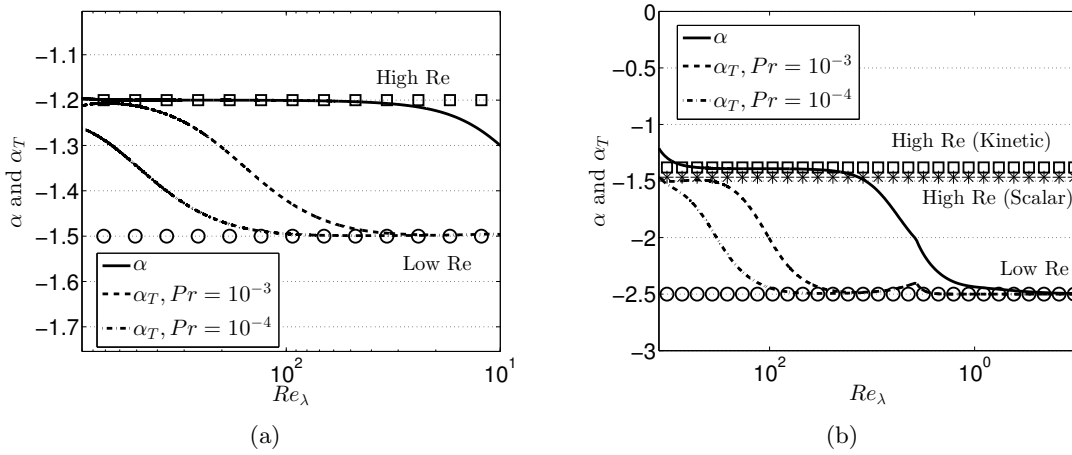 −1.1
−1.2
−1.3
−1.4
−1.5
−1.6
−1.7
α and α_T
High Re
Low Re
α
α_T, Pr = 10^{-3}
α_T, Pr = 10^{-4}
10^2
10^1
Re_λ
(a)
0
−0.5
−1
−1.5
−2
−2.5
−3
α and α_T
α
α_T, Pr = 10^{-3}
α_T, Pr = 10^{-4}
High Re (Kinetic)
High Re (Scalar)
Low Re
10^2
10^0
Re_λ
(b)